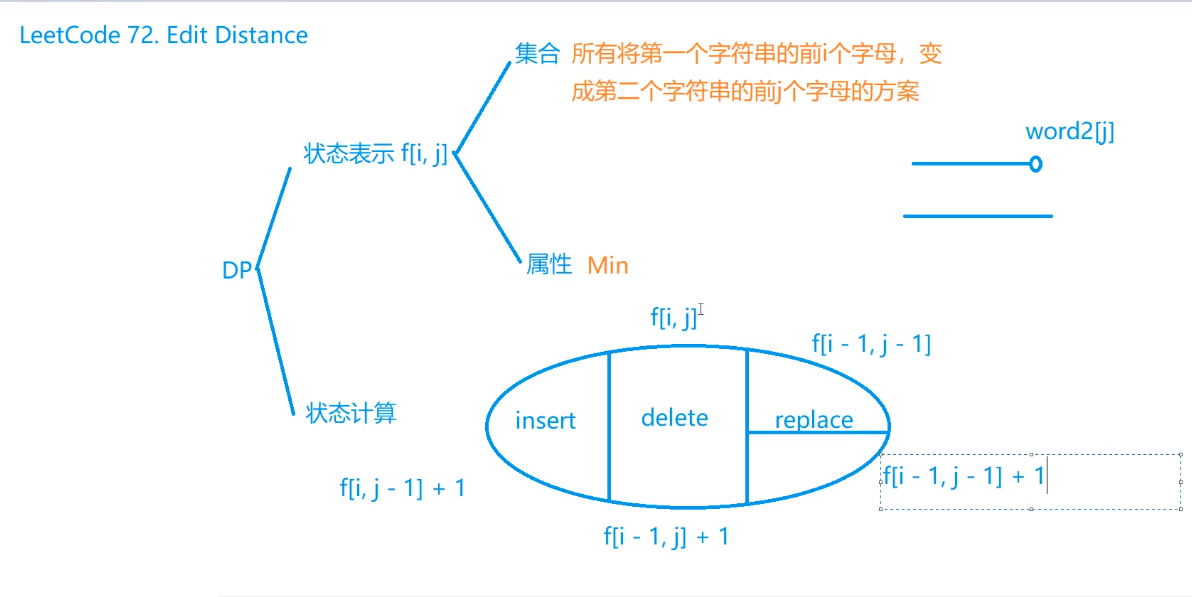 LeetCode 72. Edit Distance
集合 所有将第一个字符串的前i个字母，变
成第二个字符串的前j个字母的方案
word2[j]
状态表示 f[i, j]
DP
属性 Min
f[i, j]
f[i - 1, j - 1]
状态计算
insert
delete
replace
f[i, j - 1] + 1
f[i - 1, j - 1] + 1
f[i - 1, j] + 1